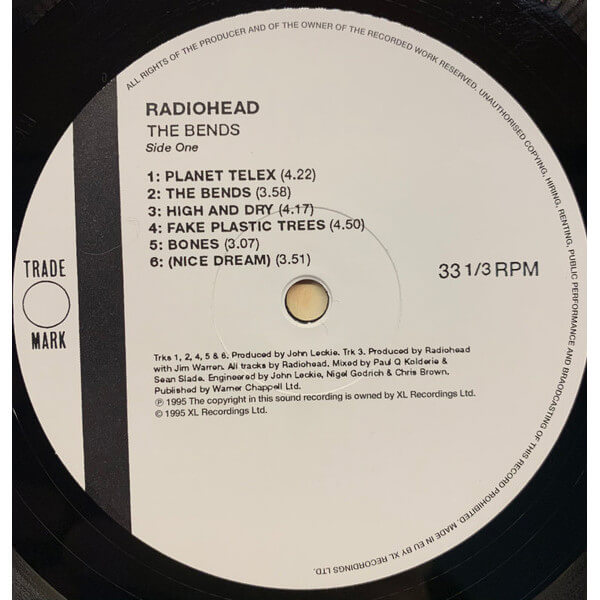 ALL RIGHTS OF THE PRODUCER AND OF THE OWNER OF THE RECORDED WORK RESERVED. UNAUTHORISED COPYING, HIRING, RENTING, PUBLIC PERFORMANCE AND BRAODCASTING OF THIS RECORD PROHIBITED. MADE IN EU BY XL RECORDINGS LTD.
RADIOHEAD
THE BENDS
Side One
1: PLANET TELEX (4.22)
2: THE BENDS (3.58)
3: HIGH AND DRY (4.17)
4: FAKE PLASTIC TREES (4.50)
5: BONES (3.07)
6: (NICE DREAM) (3.51)
TRADE
MARK
33 1/3 RPM
Trks 1, 2, 4, 5 & 6. Produced by John Leckie. Trk 3. Produced by Radiohead
with Jim Warren. All tracks by Radiohead. Mixed by Paul Q Kolderie &
Sean Slade. Engineered by John Leckie, Nigel Godrich & Chris Brown.
Published by Warner Chappell Ltd.
℗ 1995 The copyright in this sound recording is owned by XL Recordings Ltd.
© 1995 XL Recordings Ltd.